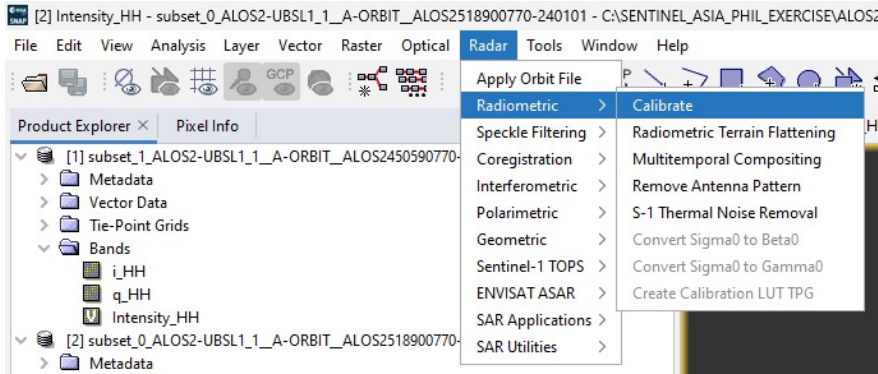 [2] Intensity_HH - subset_0_ALOS2-UBSL1_1__A-ORBIT__ALOS2518900770-240101 - C:\SENTINEL_ASIA_PHIL_EXERCISE\ALOS2
File Edit View Analysis Layer Vector Raster Optical Radar Tools Window Help
GCP
Apply Orbit File
Radiometric >
Speckle Filtering >
Coregistration >
Interferometric >
Polarimetric >
Geometric >
Sentinel-1 TOPS >
ENVISAT ASAR >
SAR Applications >
SAR Utilities >
Calibrate
Radiometric Terrain Flattening
Multitemporal Compositing
Remove Antenna Pattern
S-1 Thermal Noise Removal
Convert Sigma0 to Beta0
Convert Sigma0 to Gamma0
Create Calibration LUT TPG
Product Explorer × Pixel Info
[1] subset_1_ALOS2-UBSL1_1__A-ORBIT__ALOS2450590770-
Metadata
Vector Data
Tie-Point Grids
Bands
i_HH
q_HH
Intensity_HH
[2] subset_0_ALOS2-UBSL1_1__A-ORBIT__ALOS2518900770-
Metadata